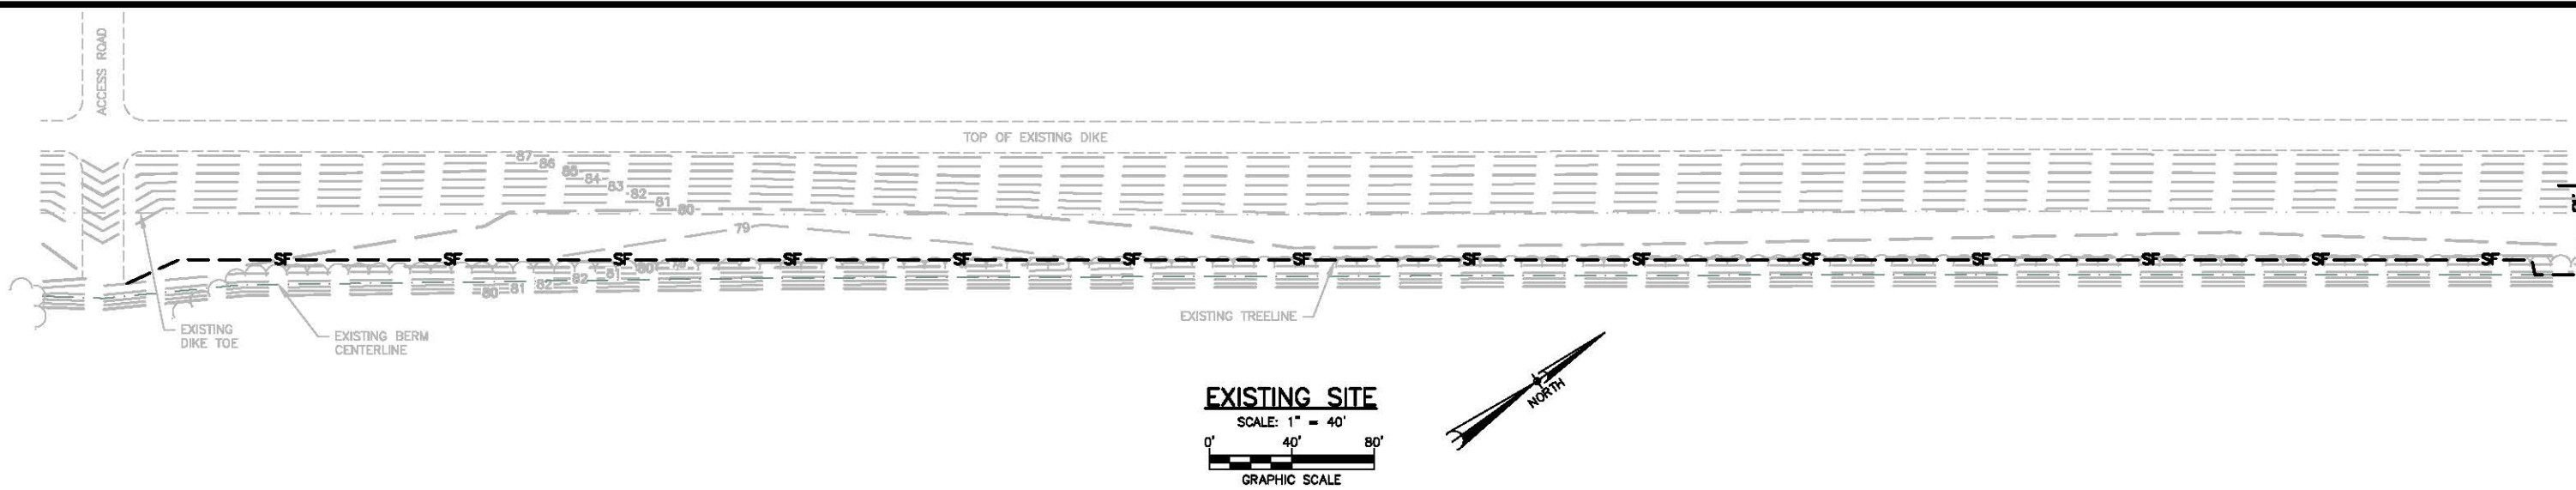 ACCESS ROAD
TOP OF EXISTING DIKE
87
86
85
84
83
82
81
80
79
SF SF SF SF SF SF SF SF SF SF SF SF SF SF
82 81 80
80 81 82
EXISTING
DIKE TOE
EXISTING BERM
CENTERLINE
EXISTING TREELINE
NORTH
EXISTING SITE
SCALE: 1" = 40'
0' 40' 80'
GRAPHIC SCALE